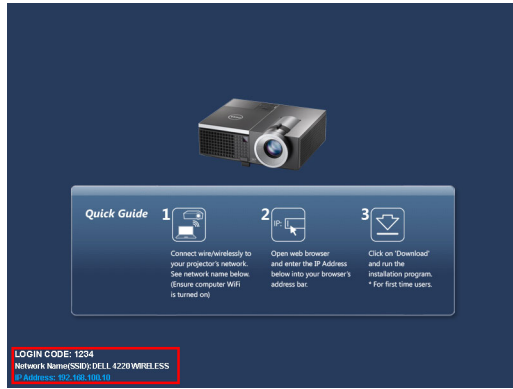 Quick Guide
1
Connect wire/wirelessly to
your projector's network.
See network name below.
(Ensure computer WiFi
is turned on)
2
IP:
Open web browser
and enter the IP Address
below into your browser's
address bar.
3
Click on 'Download'
and run the
installation program.
* For first time users.
LOGIN CODE: 1234
Network Name(SSID): DELL 4220 WIRELESS
IP Address: 192.168.100.10